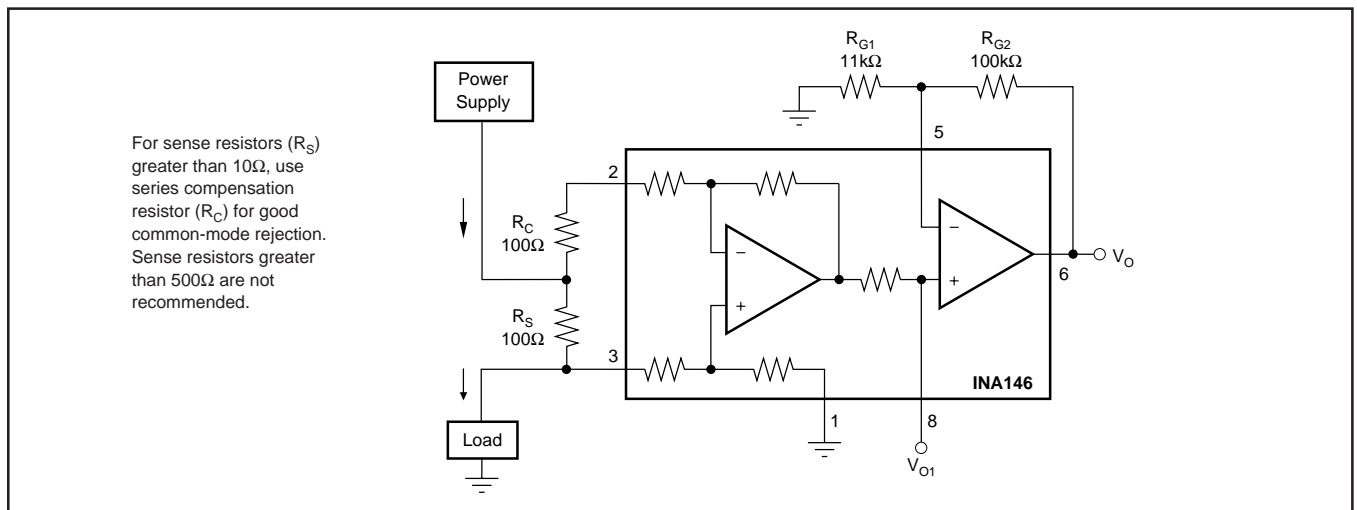 For sense resistors (RS)
greater than 10Ω, use
series compensation
resistor (RC) for good
common-mode rejection.
Sense resistors greater
than 500Ω are not
recommended.
Power
Supply
RC
100Ω
RS
100Ω
Load
2
3
RG1
11kΩ
RG2
100kΩ
5
−
+
−
+
6
VO
INA146
1
8
VO1